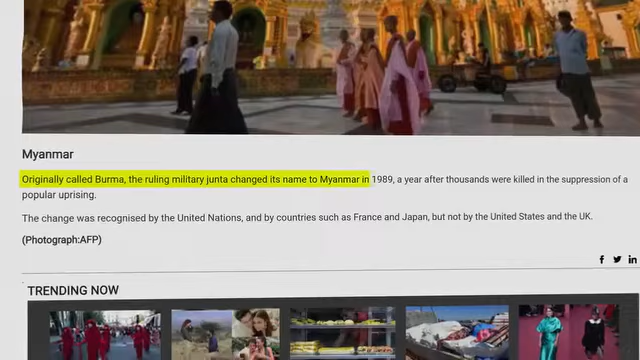 Myanmar
Originally called Burma, the ruling military junta changed its name to Myanmar in 1989, a year after thousands were killed in the suppression of a
popular uprising.
The change was recognised by the United Nations, and by countries such as France and Japan, but not by the United States and the UK.
(Photograph:AFP)
TRENDING NOW